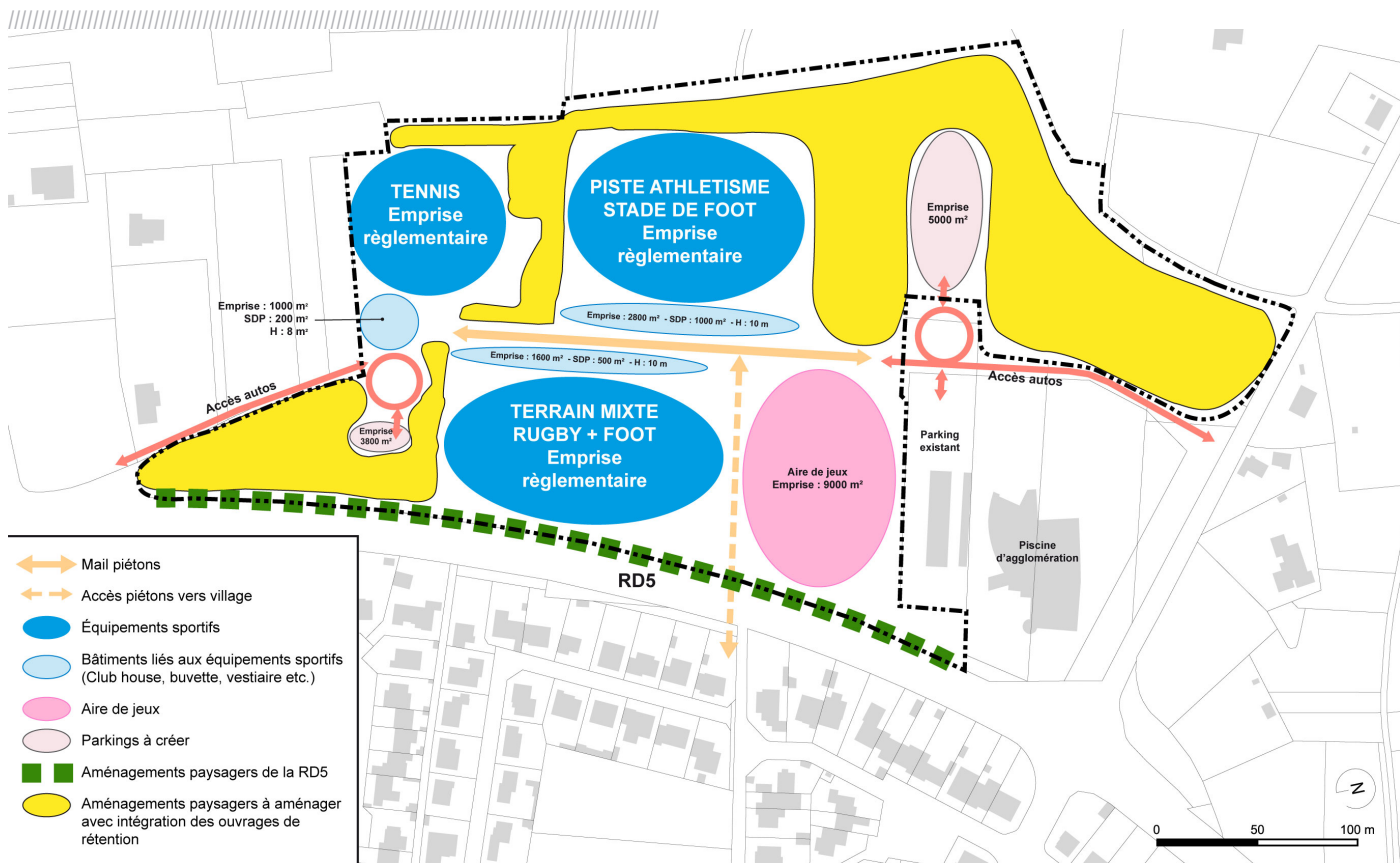 TENNIS
Emprise
règlementaire
PISTE ATHLETISME
STADE DE FOOT
Emprise
règlementaire
Emprise
5000 m²
Emprise : 1000 m²
SDP : 200 m²
H : 8 m²
Emprise : 2800 m² - SDP : 1000 m² - H : 10 m
Emprise : 1600 m² - SDP : 500 m² - H : 10 m
Accès autos
Accès autos
Emprise
3800 m²
TERRAIN MIXTE
RUGBY + FOOT
Emprise
règlementaire
Aire de jeux
Emprise : 9000 m²
Parking
existant
Piscine
d'agglomération
RD5
Mail piétons
Accès piétons vers village
Équipements sportifs
Bâtiments liés aux équipements sportif
(Club house, buvette, vestiaire etc.)
Aire de jeux
Parkings à créer
Aménagements paysagers de la RD5
Aménagements paysagers à aménager
avec intégration des ouvrages de
rétention
N
0 50 100 m